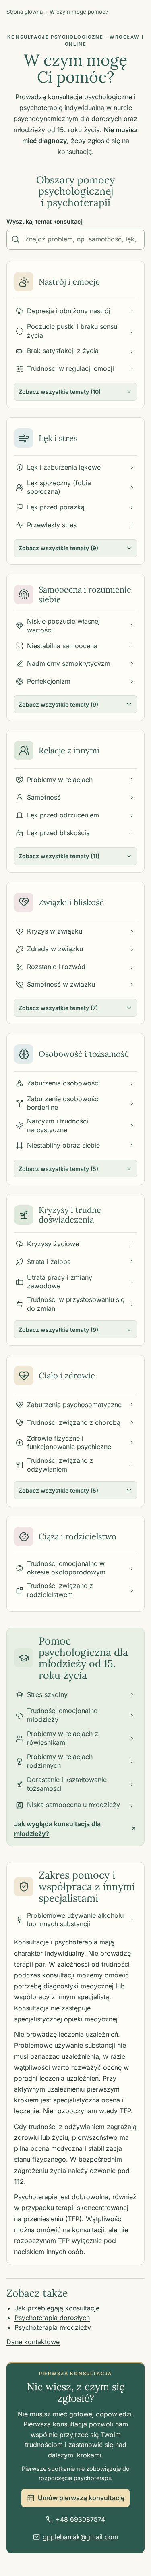 Strona główna › W czym mogę pomóc?
KONSULTACJE PSYCHOLOGICZNE · WROCŁAW I
ONLINE
W czym mogę
Ci pomóc?
Prowadzę konsultacje psychologiczne i
psychoterapię indywidualną w nurcie
psychodynamicznym dla dorosłych oraz
młodzieży od 15. roku życia. Nie musisz
mieć diagnozy, żeby zgłosić się na
konsultację.
Obszary pomocy
psychologicznej
i psychoterapii
Wyszukaj temat konsultacji
Znajdź problem, np. samotność, lęk,
Nastrój i emocje
Depresja i obniżony nastrój
Poczucie pustki i braku sensu
życia
Brak satysfakcji z życia
Trudności w regulacji emocji
Zobacz wszystkie tematy (10)
Lęk i stres
Lęk i zaburzenia lękowe
Lęk społeczny (fobia
społeczna)
Lęk przed porażką
Przewlekły stres
Zobacz wszystkie tematy (9)
Samoocena i rozumienie
siebie
Niskie poczucie własnej
wartości
Niestabilna samoocena
Nadmierny samokrytycyzm
Perfekcjonizm
Zobacz wszystkie tematy (9)
Relacje z innymi
Problemy w relacjach
Samotność
Lęk przed odrzuceniem
Lęk przed bliskością
Zobacz wszystkie tematy (11)
Związki i bliskość
Kryzys w związku
Zdrada w związku
Rozstanie i rozwód
Samotność w związku
Zobacz wszystkie tematy (7)
Osobowość i tożsamość
Zaburzenia osobowości
Zaburzenie osobowości
borderline
Narcyzm i trudności
narcystyczne
Niestabilny obraz siebie
Zobacz wszystkie tematy (5)
Kryzysy i trudne
doświadczenia
Kryzysy życiowe
Strata i żałoba
Utrata pracy i zmiany
zawodowe
Trudności w przystosowaniu się
do zmian
Zobacz wszystkie tematy (9)
Ciało i zdrowie
Zaburzenia psychosomatyczne
Trudności związane z chorobą
Zdrowie fizyczne i
funkcjonowanie psychiczne
Trudności związane z
odżywianiem
Zobacz wszystkie tematy (5)
Ciąża i rodzicielstwo
Trudności emocjonalne w
okresie okołoporodowym
Trudności związane z
rodzicielstwem
Pomoc
psychologiczna dla
młodzieży od 15.
roku życia
Stres szkolny
Trudności emocjonalne
młodzieży
Problemy w relacjach z
rówieśnikami
Problemy w relacjach
rodzinnych
Dorastanie i kształtowanie
tożsamości
Niska samoocena u młodzieży
Jak wygląda konsultacja dla
młodzieży?
Zakres pomocy i
współpraca z innymi
specjalistami
Problemowe używanie alkoholu
lub innych substancji
Konsultacje i psychoterapia mają
charakter indywidualny. Nie prowadzę
terapii par. W zależności od trudności
podczas konsultacji możemy omówić
potrzebę diagnostyki medycznej lub
współpracy z innym specjalistą.
Konsultacja nie zastępuje
specjalistycznej opieki medycznej.
Nie prowadzę leczenia uzależnień.
Problemowe używanie substancji nie
musi oznaczać uzależnienia; w razie
wątpliwości warto rozważyć ocenę w
poradni leczenia uzależnień. Przy
aktywnym uzależnieniu pierwszym
krokiem jest specjalistyczna ocena i
leczenie. Nie rozpoczynam wtedy TFP.
Gdy trudności z odżywianiem zagrażają
zdrowiu lub życiu, pierwszeństwo ma
pilna ocena medyczna i stabilizacja
stanu fizycznego. W bezpośrednim
zagrożeniu życia należy dzwonić pod
112.
Psychoterapia jest dobrowolna, również
w przypadku terapii skoncentrowanej
na przeniesieniu (TFP). Wątpliwości
można omówić na konsultacji, ale nie
rozpoczynam TFP wyłącznie pod
naciskiem innych osób.
Zobacz także
Jak przebiegają konsultacje
Psychoterapia dorosłych
Psychoterapia młodzieży
Dane kontaktowe
PIERWSZA KONSULTACJA
Nie wiesz, z czym się
zgłosić?
Nie musisz mieć gotowej odpowiedzi.
Pierwsza konsultacja pozwoli nam
wspólnie przyjrzeć się Twoim
trudnościom i zastanowić się nad
dalszymi krokami.
Pierwsze spotkanie nie zobowiązuje do
rozpoczęcia psychoterapii.
Umów pierwszą konsultację
+48 693087574
gpplebaniak@gmail.com